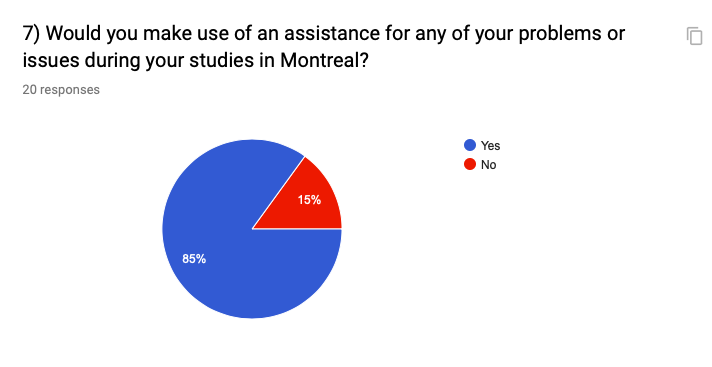 7) Would you make use of an assistance for any of your problems or
issues during your studies in Montreal?
20 responses
Yes
No
15%
85%